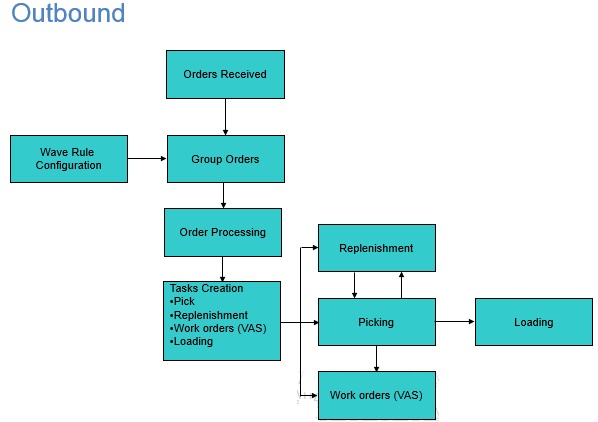 Outbound
Orders Received
Wave Rule
Configuration
Group Orders
Order Processing
Replenishment
Tasks Creation
•Pick
•Replenishment
•Work orders (VAS)
•Loading
Picking
Loading
Work orders (VAS)